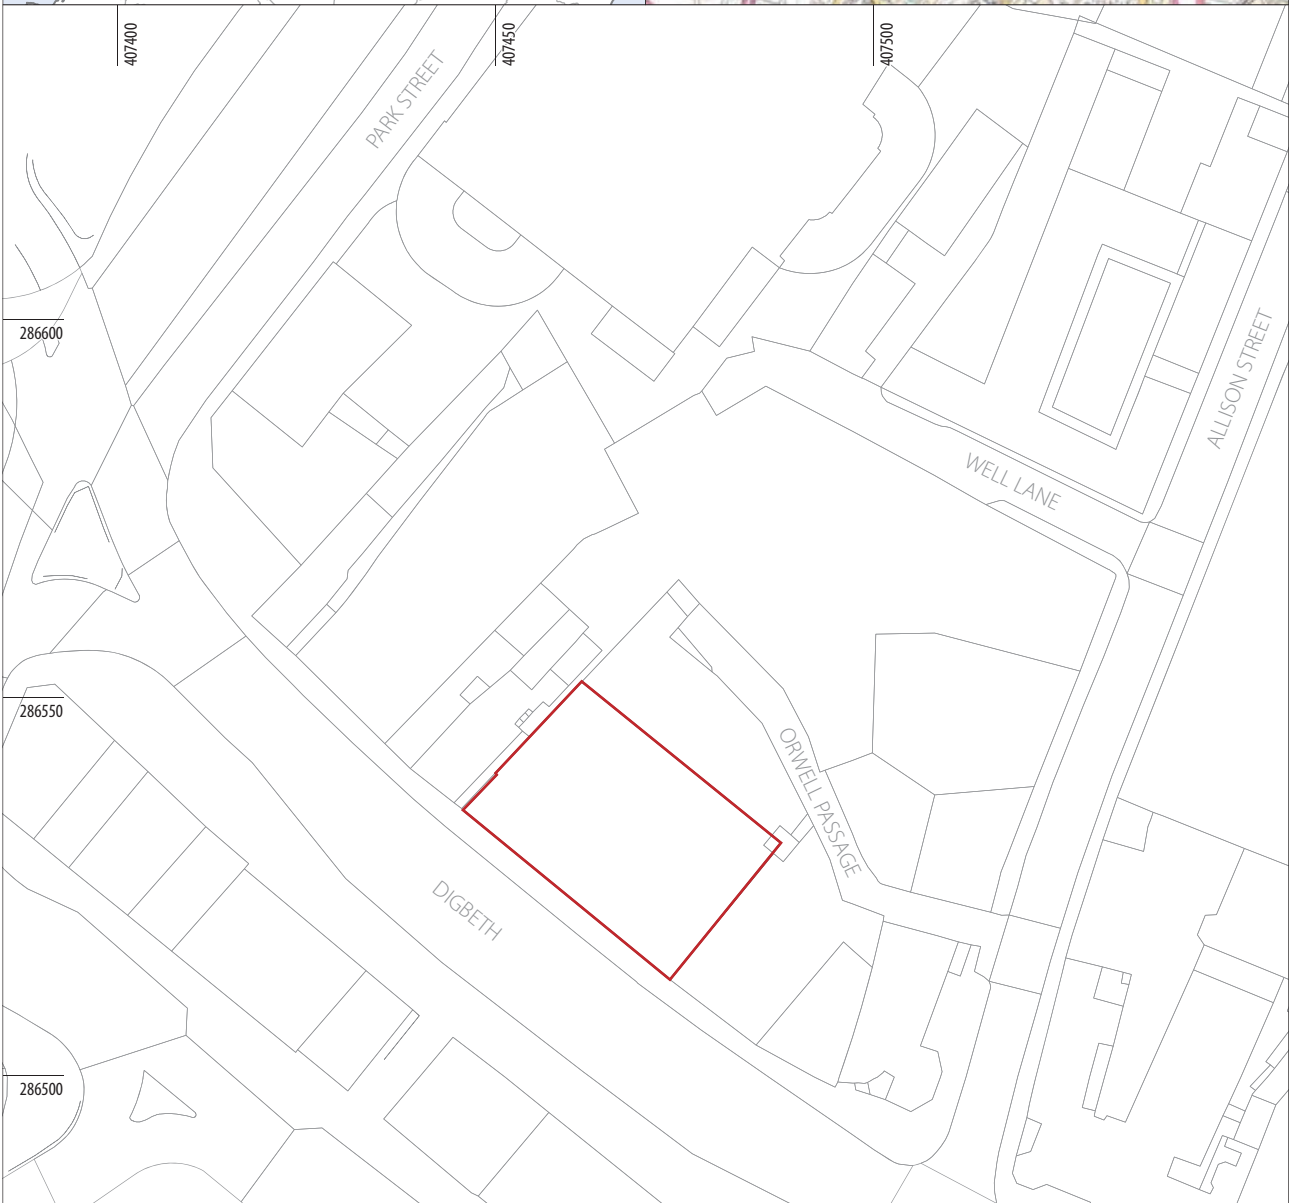 407400
407450
407500
PARK STREET
286600
ALLISON STREET
WELL LANE
286550
ORWELL PASSAGE
DIGBETH
286500